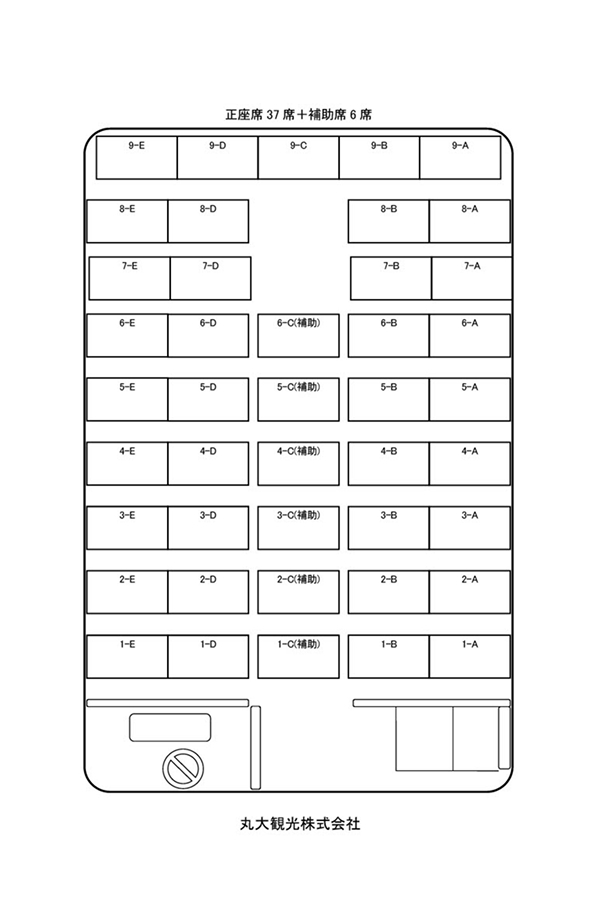 正座席 37 席＋補助席 6 席
9-E 9-D 9-C 9-B 9-A
8-E 8-D 8-B 8-A
7-E 7-D 7-B 7-A
6-E 6-D 6-C(補助) 6-B 6-A
5-E 5-D 5-C(補助) 5-B 5-A
4-E 4-D 4-C(補助) 4-B 4-A
3-E 3-D 3-C(補助) 3-B 3-A
2-E 2-D 2-C(補助) 2-B 2-A
1-E 1-D 1-C(補助) 1-B 1-A
丸大観光株式会社